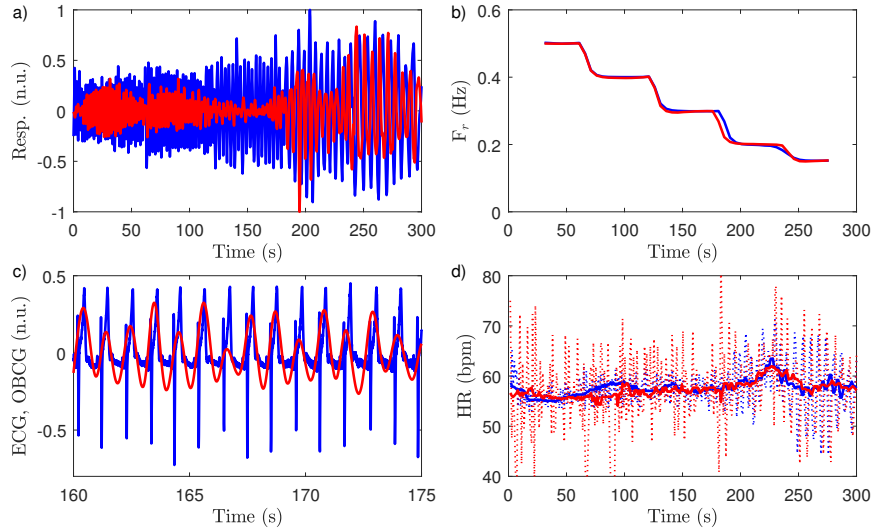 a)
1
0.5
0
-0.5
-1
Resp. (n.u.)
0 50 100 150 200 250 300
Time (s)
b)
0.6
0.4
0.2
0
F_r (Hz)
0 50 100 150 200 250 300
Time (s)
c)
0.5
0
-0.5
ECG, OBCG (n.u.)
160 165 170 175
Time (s)
d)
80
70
60
50
40
HR (bpm)
0 50 100 150 200 250 300
Time (s)